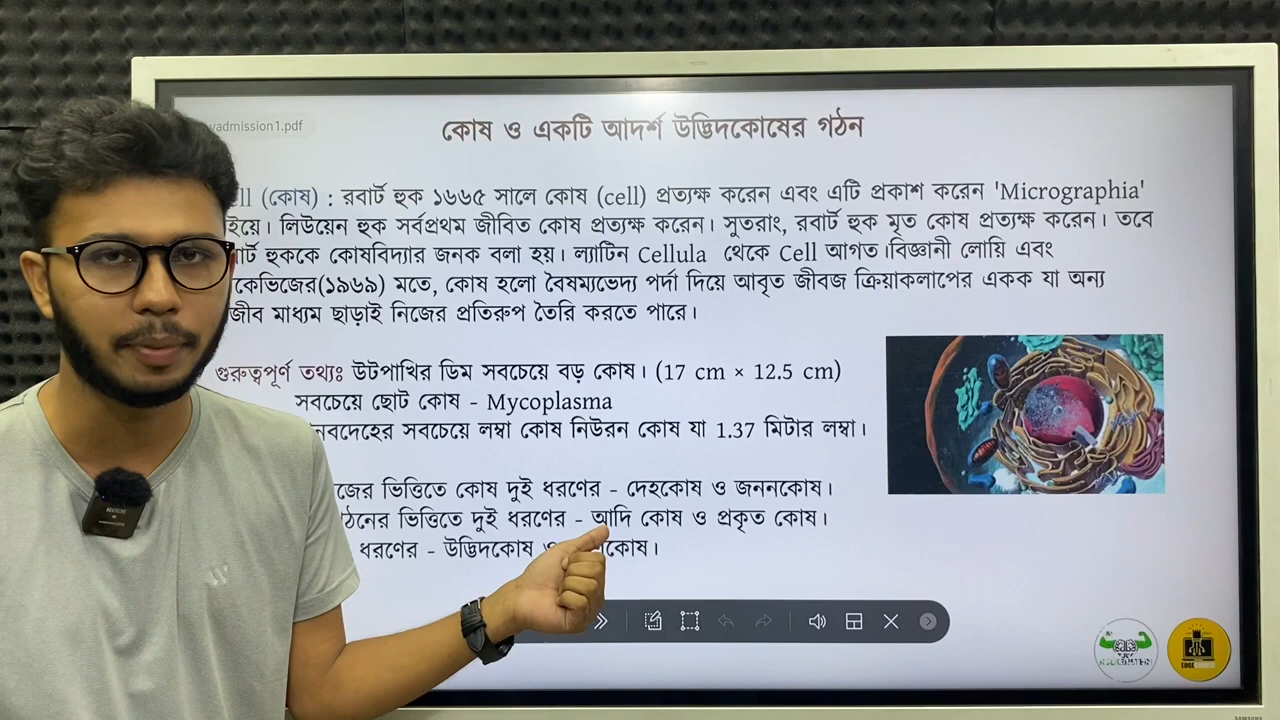 vadmission1.pdf
কোষ ও একটি আদর্শ উদ্ভিদকোষের গঠন
ll (কোষ) : রবার্ট হুক ১৬৬৫ সালে কোষ (cell) প্রত্যক্ষ করেন এবং এটি প্রকাশ করেন 'Micrographia'
ইয়ে। লিউয়েন হুক সর্বপ্রথম জীবিত কোষ প্রত্যক্ষ করেন। সুতরাং, রবার্ট হুক মৃত কোষ প্রত্যক্ষ করেন। তবে
র্ট হুককে কোষবিদ্যার জনক বলা হয়। ল্যাটিন Cellula থেকে Cell আগত।বিজ্ঞানী লোয়ি এবং
কেভিজের(১৯৬৯) মতে, কোষ হলো বৈষম্যভেদ্য পর্দা দিয়ে আবৃত জীবজ ক্রিয়াকলাপের একক যা অন্য
জীব মাধ্যম ছাড়াই নিজের প্রতিরুপ তৈরি করতে পারে।
গুরুত্বপূর্ণ তথ্যঃ উটপাখির ডিম সবচেয়ে বড় কোষ। (17 cm × 12.5 cm)
সবচেয়ে ছোট কোষ - Mycoplasma
নবদেহের সবচেয়ে লম্বা কোষ নিউরন কোষ যা 1.37 মিটার লম্বা।
জের ভিত্তিতে কোষ দুই ধরণের - দেহকোষ ও জননকোষ।
ঠনের ভিত্তিতে দুই ধরণের - আদি কোষ ও প্রকৃত কোষ।
ধরণের - উদ্ভিদকোষ ও কোষ।
RODE
SAMSUNG